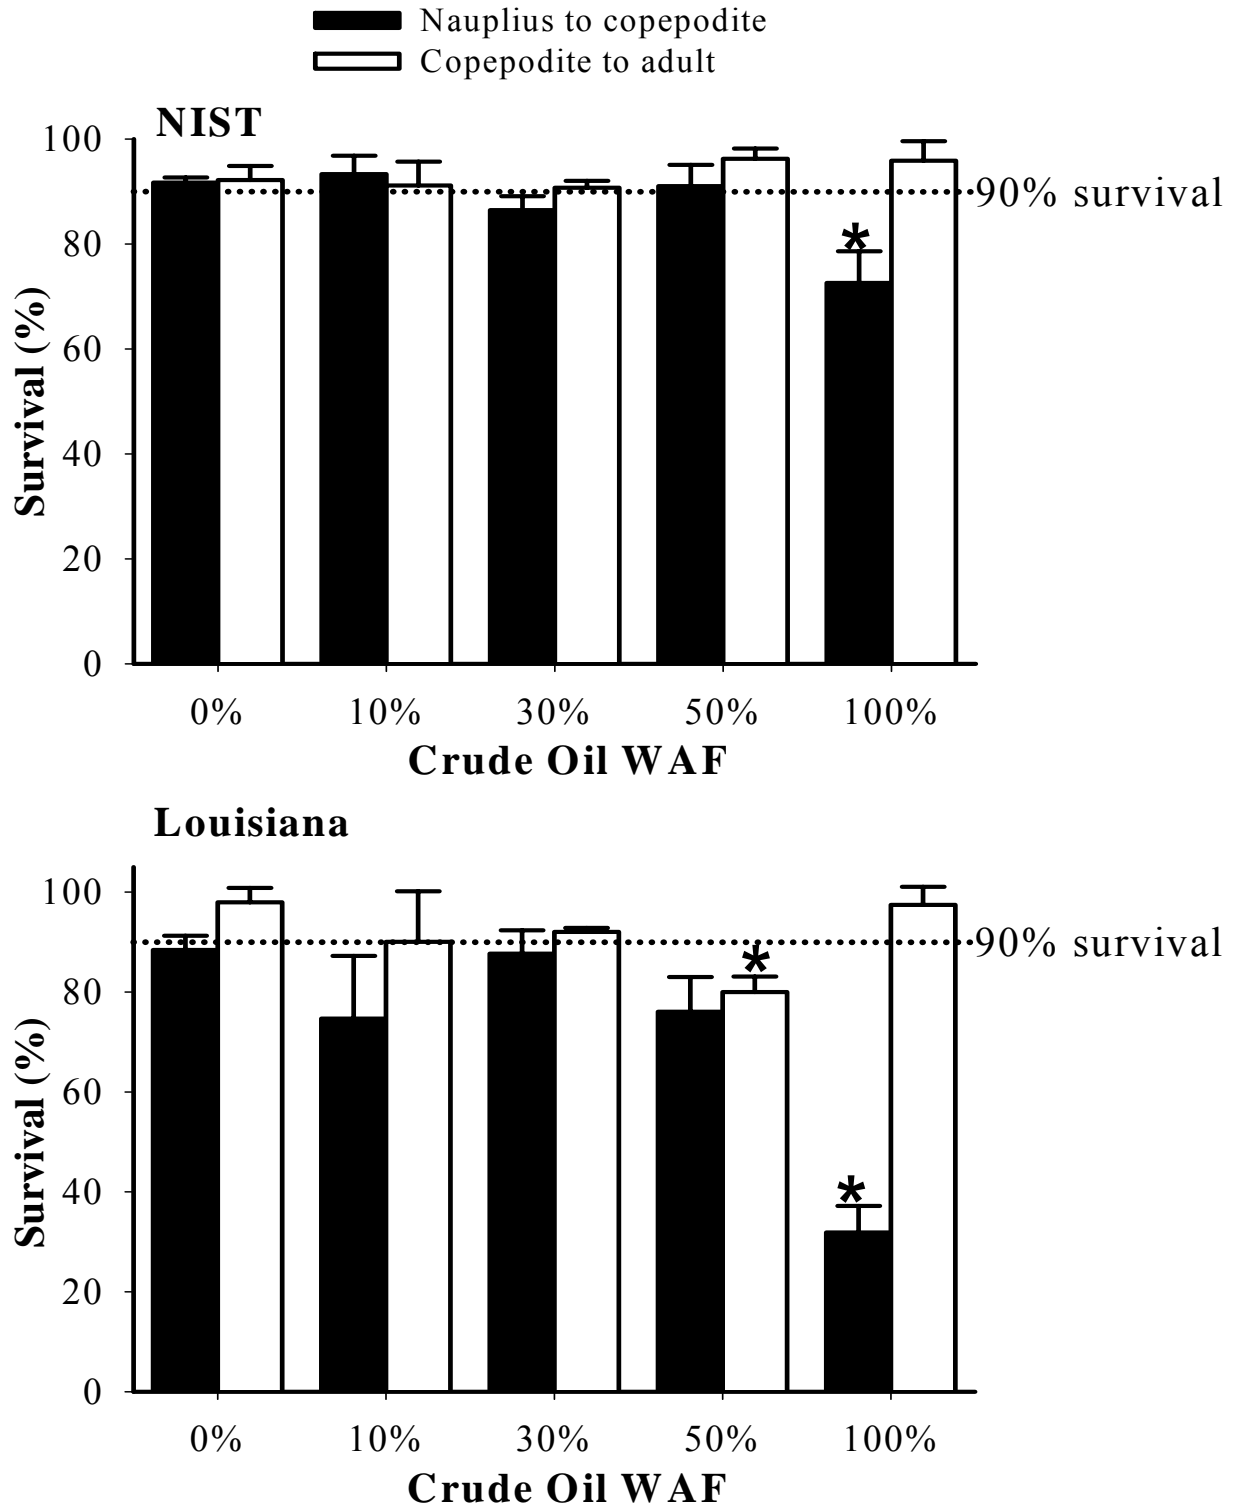 Nauplius to copepodite
Copepodite to adult
NIST
100
80
60
40
20
0
Survival (%)
90% survival
*
0% 10% 30% 50% 100%
Crude Oil WAF
Louisiana
100
80
60
40
20
0
Survival (%)
90% survival
*
*
0% 10% 30% 50% 100%
Crude Oil WAF